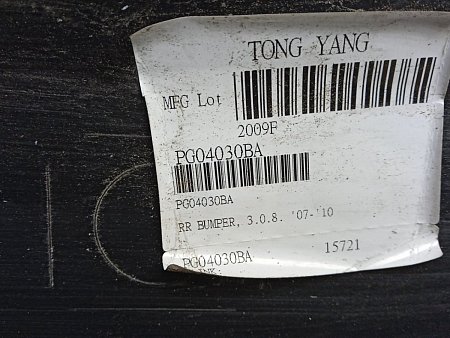 TONG YANG
MFG Lot
2009F
PG04030BA
PG04030BA
RR BUMPER, 3.0.8. '07-'10
PG04030BA
15721